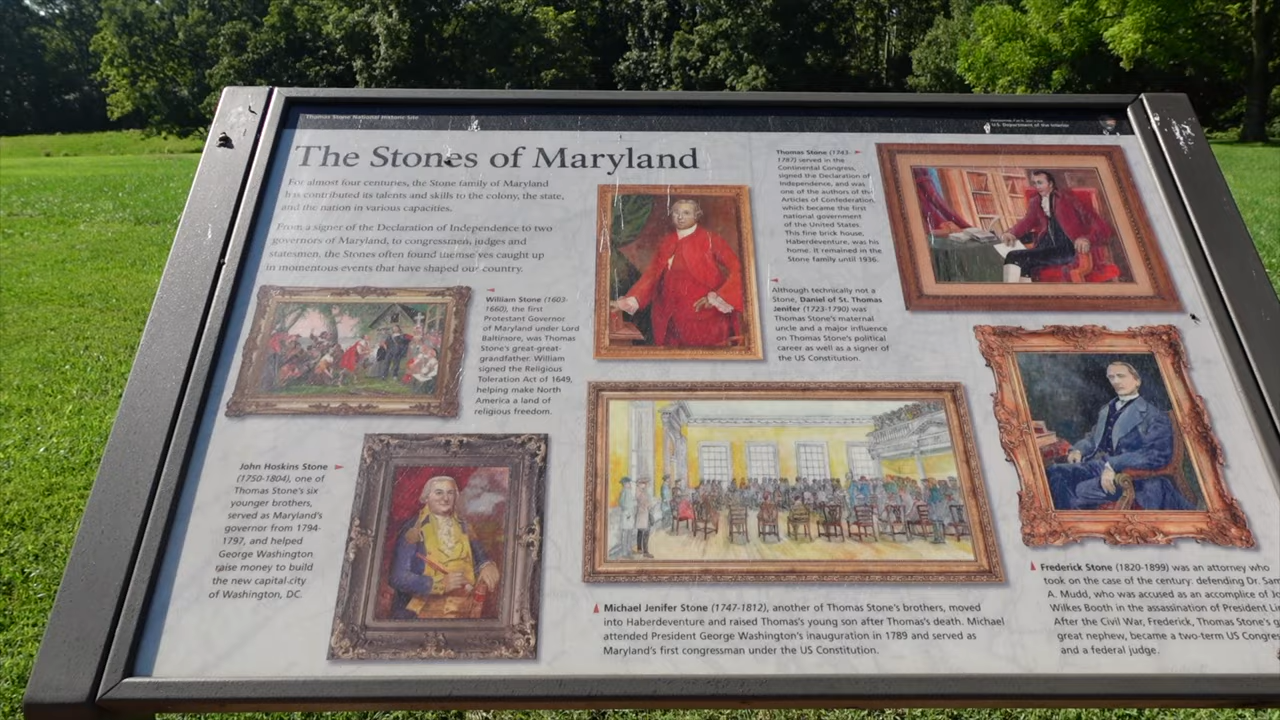 Thomas Stone National Historic Site
U.S. Department of the Interior
The Stones of Maryland
For almost four centuries, the Stone family of Maryland
has contributed its talents and skills to the colony, the state,
and the nation in various capacities.
From a signer of the Declaration of Independence to two
governors of Maryland, to congressmen, judges and
statesmen, the Stones often found themselves caught up
in momentous events that have shaped our country.
William Stone (1603-
1660), the first
Protestant Governor
of Maryland under Lord
Baltimore, was Thomas
Stone's great-great-
grandfather. William
signed the Religious
Toleration Act of 1649,
helping make North
America a land of
religious freedom.
John Hoskins Stone
(1750-1804), one of
Thomas Stone's six
younger brothers,
served as Maryland's
governor from 1794-
1797, and helped
George Washington
raise money to build
the new capital city
of Washington, DC.
Thomas Stone (1743-
1787) served in the
Continental Congress,
signed the Declaration of
Independence, and was
one of the authors of the
Articles of Confederation,
which became the first
national government
of the United States.
This fine brick house,
Haberdeventure, was his
home. It remained in the
Stone family until 1936.
Although technically not a
Stone, Daniel of St. Thomas
Jenifer (1723-1790) was
Thomas Stone's maternal
uncle and a major influence
on Thomas Stone's political
career as well as a signer of
the US Constitution.
Michael Jenifer Stone (1747-1812), another of Thomas Stone's brothers, moved
into Haberdeventure and raised Thomas's young son after Thomas's death. Michael
attended President George Washington's inauguration in 1789 and served as
Maryland's first congressman under the US Constitution.
Frederick Stone (1820-1899) was an attorney who
took on the case of the century: defending Dr. Sam
A. Mudd, who was accused as an accomplice of Jo
Wilkes Booth in the assassination of President Li
After the Civil War, Frederick, Thomas Stone's g
great nephew, became a two-term US Congre
and a federal judge.